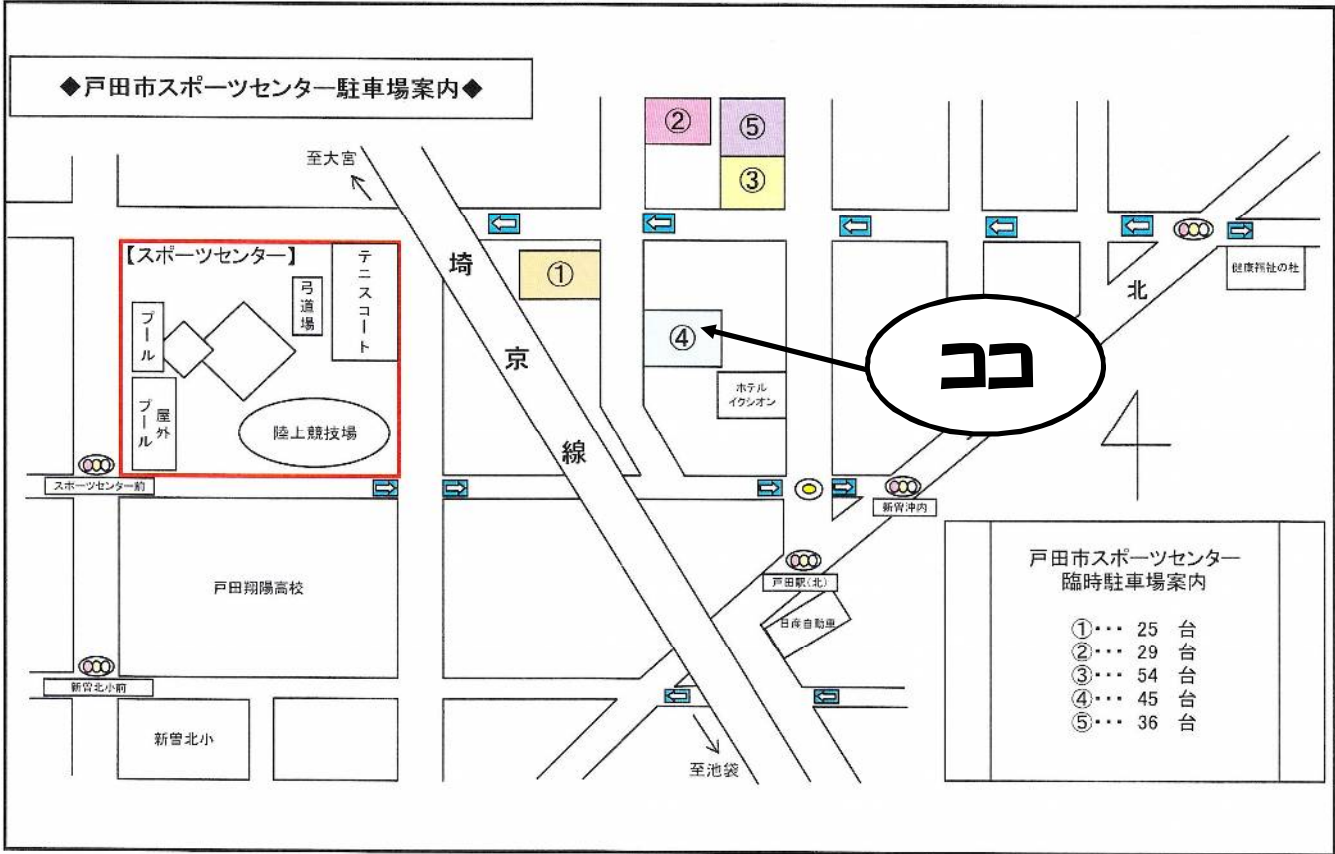 ◆戸田市スポーツセンター駐車場案内◆
至大宮
②
⑤
③
【スポーツセンター】
テニスコート
弓道場
プール
屋外プール
陸上競技場
埼京線
①
④
ココ
北
健康福祉の杜
ホテル
イクシオン
スポーツセンター前
新曽沖内
戸田駅(北)
日産自動車
戸田翔陽高校
新曽北小前
新曽北小
至池袋
戸田市スポーツセンター
臨時駐車場案内
①・・・ 25 台
②・・・ 29 台
③・・・ 54 台
④・・・ 45 台
⑤・・・ 36 台